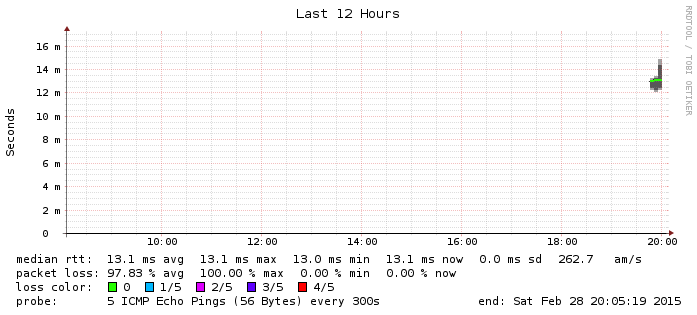 Last 12 Hours
RRDTOOL / TOBI OETIKER
Seconds
16 m
14 m
12 m
10 m
8 m
6 m
4 m
2 m
0
10:00 12:00 14:00 16:00 18:00 20:00
median rtt: 13.1 ms avg 13.1 ms max 13.0 ms min 13.1 ms now 0.0 ms sd 262.7 am/s
packet loss: 97.83 % avg 100.00 % max 0.00 % min 0.00 % now
loss color: 0 1/5 2/5 3/5 4/5
probe: 5 ICMP Echo Pings (56 Bytes) every 300s end: Sat Feb 28 20:05:19 2015